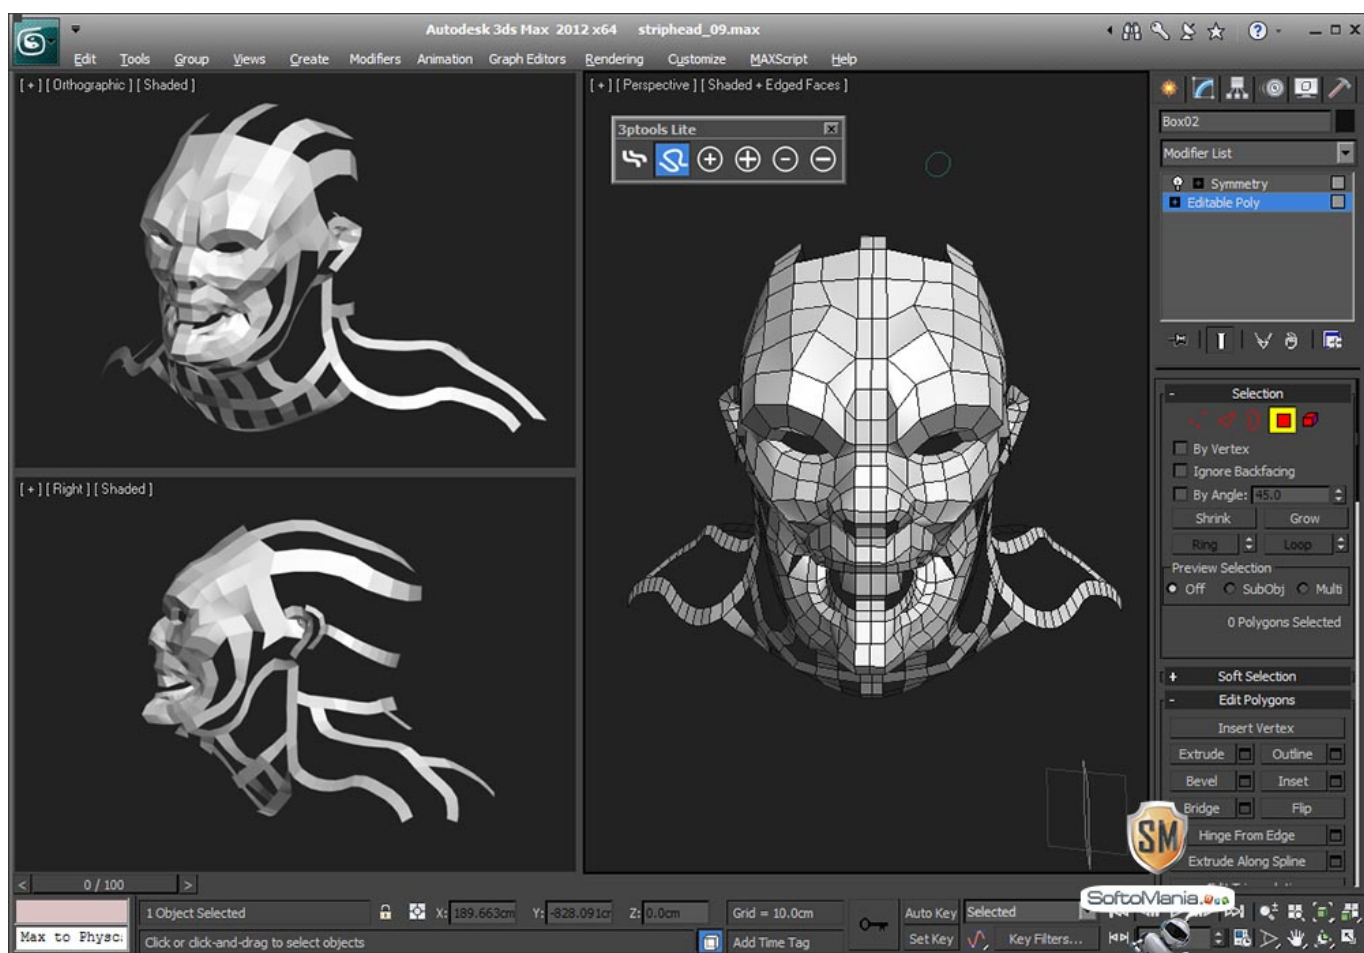 Autodesk 3ds Max 2012 x64 striphead_09.max
Edit Tools Group Views Create Modifiers Animation Graph Editors Rendering Customize MAXScript Help
[ + ] [ Orthographic ] [ Shaded ]
[ + ] [ Perspective ] [ Shaded + Edged Faces ]
3ptools Lite
[ + ] [ Right ] [ Shaded ]
Box02
Modifier List
Symmetry
Editable Poly
- Selection
By Vertex
Ignore Backfacing
By Angle: 45.0
Shrink Grow
Ring Loop
Preview Selection
Off SubObj Multi
0 Polygons Selected
+ Soft Selection
- Edit Polygons
Insert Vertex
Extrude Outline
Bevel Inset
Bridge Flip
Hinge From Edge
Extrude Along Spline
SM
SoftoMania
< 0 / 100 >
1 Object Selected X: 189.663cm Y: -828.091cm Z: 0.0cm Grid = 10.0cm Auto Key Selected
Max to Physc: Click or click-and-drag to select objects Add Time Tag Set Key Key Filters...